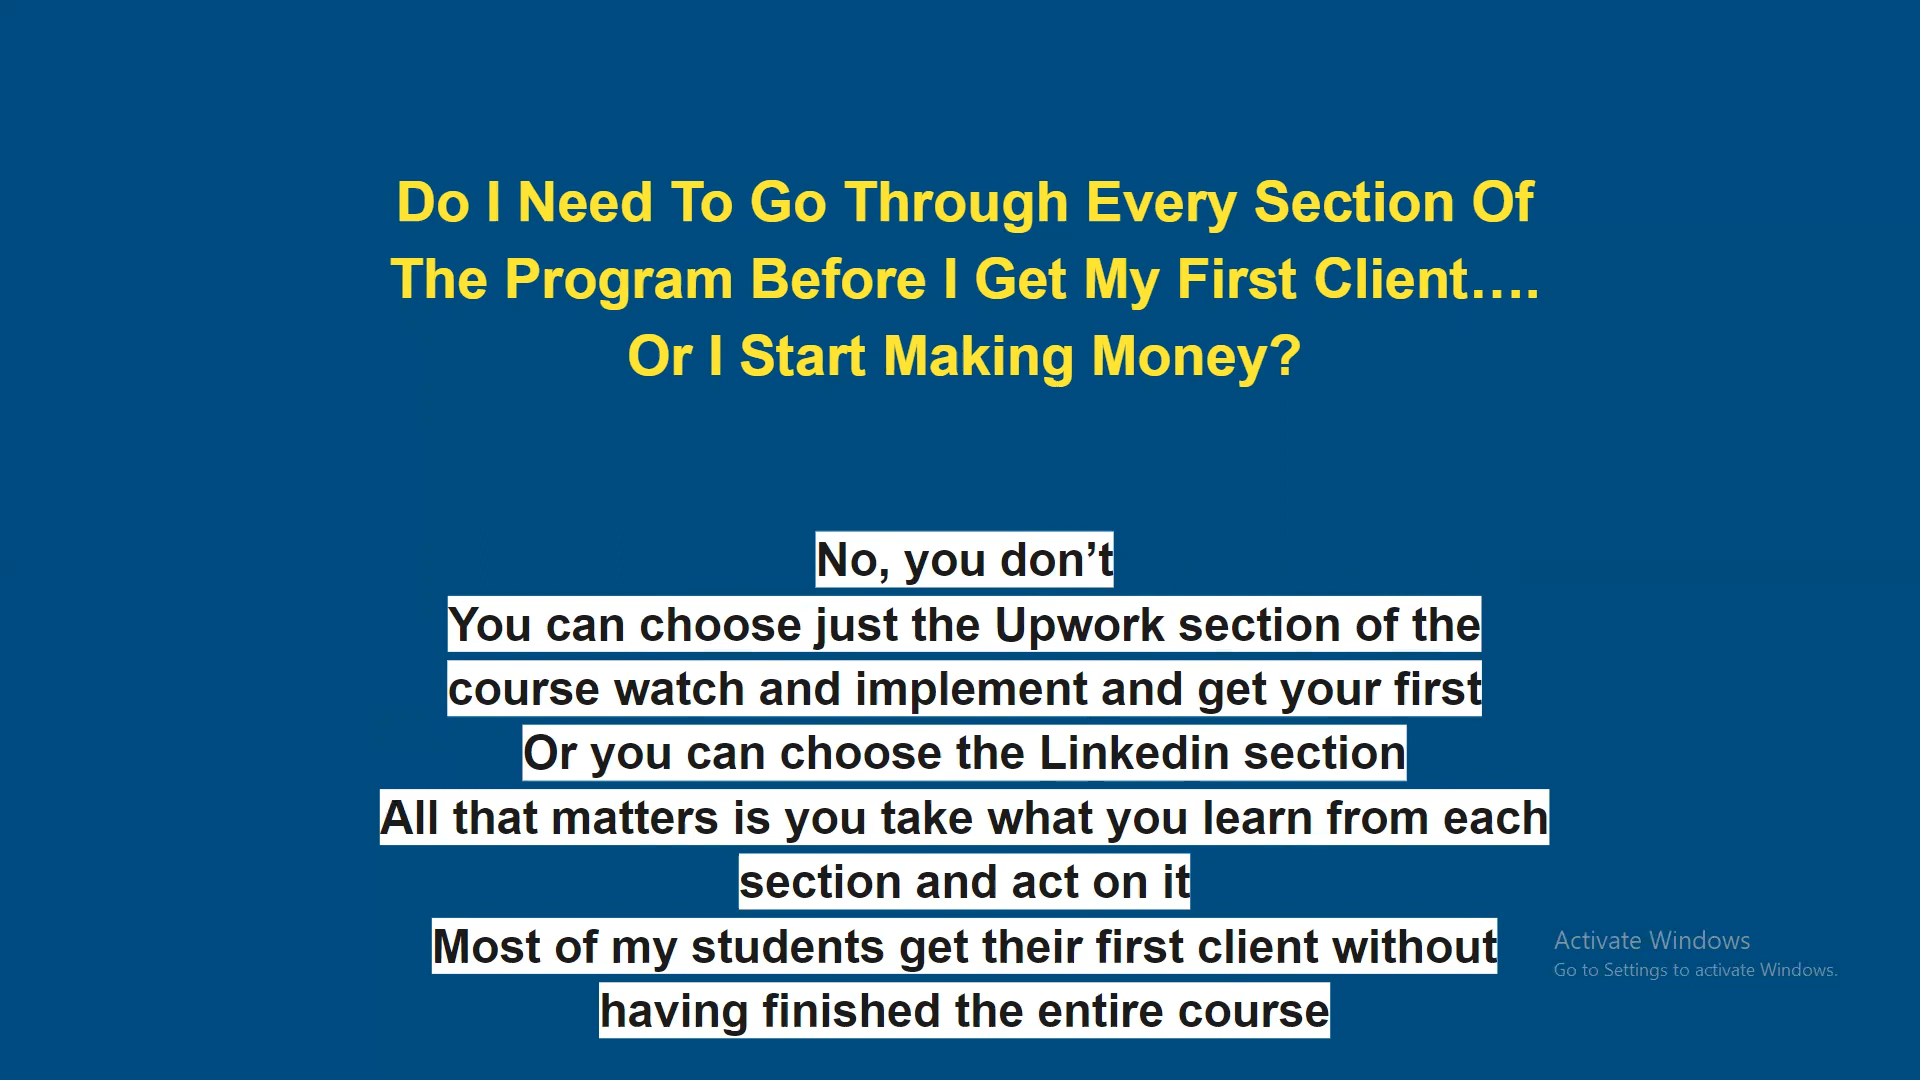 Do I Need To Go Through Every Section Of
The Program Before I Get My First Client….
Or I Start Making Money?
No, you don’t
You can choose just the Upwork section of the
course watch and implement and get your first
Or you can choose the Linkedin section
All that matters is you take what you learn from each
section and act on it
Most of my students get their first client without
having finished the entire course
Activate Windows
Go to Settings to activate Windows.